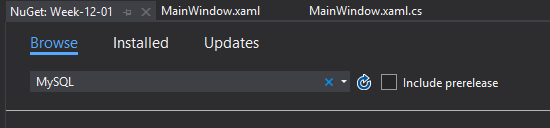 NuGet: Week-12-01 MainWindow.xaml MainWindow.xaml.cs
Browse Installed Updates
MySQL Include prerelease